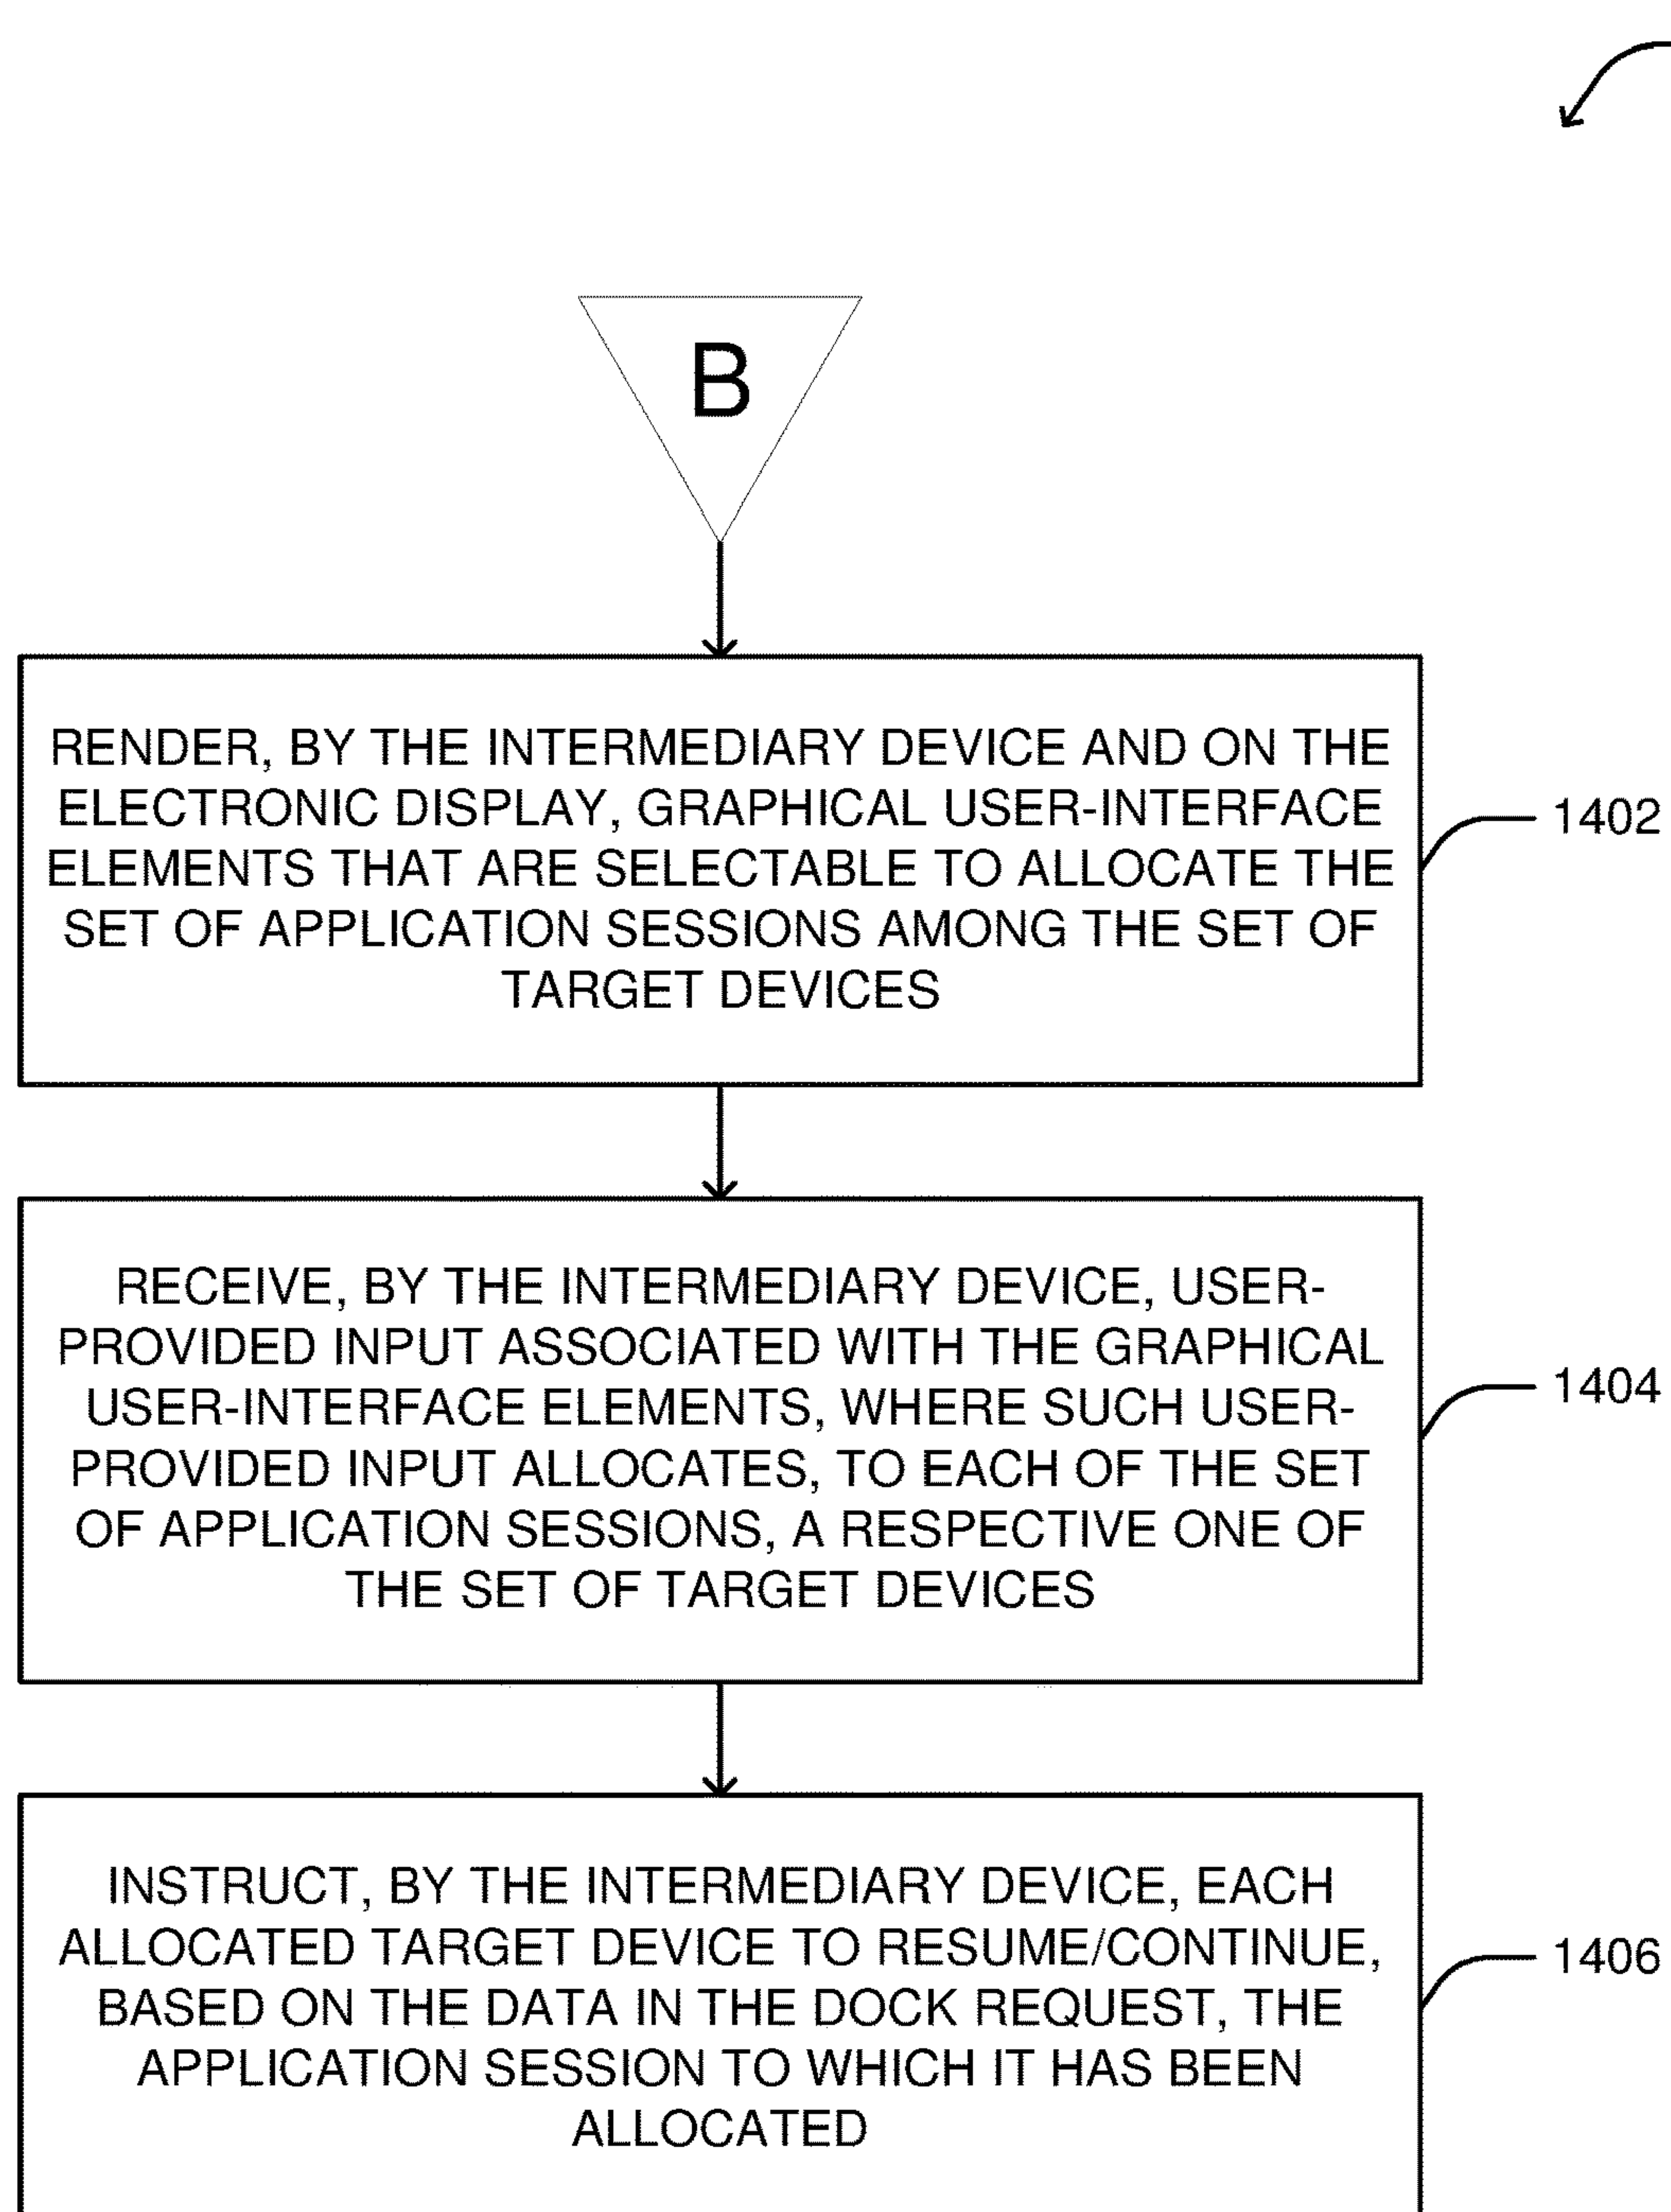 B
RENDER, BY THE INTERMEDIARY DEVICE AND ON THE
ELECTRONIC DISPLAY, GRAPHICAL USER-INTERFACE
ELEMENTS THAT ARE SELECTABLE TO ALLOCATE THE
SET OF APPLICATION SESSIONS AMONG THE SET OF
TARGET DEVICES
1402
RECEIVE, BY THE INTERMEDIARY DEVICE, USER-
PROVIDED INPUT ASSOCIATED WITH THE GRAPHICAL
USER-INTERFACE ELEMENTS, WHERE SUCH USER-
PROVIDED INPUT ALLOCATES, TO EACH OF THE SET
OF APPLICATION SESSIONS, A RESPECTIVE ONE OF
THE SET OF TARGET DEVICES
1404
INSTRUCT, BY THE INTERMEDIARY DEVICE, EACH
ALLOCATED TARGET DEVICE TO RESUME/CONTINUE,
BASED ON THE DATA IN THE DOCK REQUEST, THE
APPLICATION SESSION TO WHICH IT HAS BEEN
ALLOCATED
1406